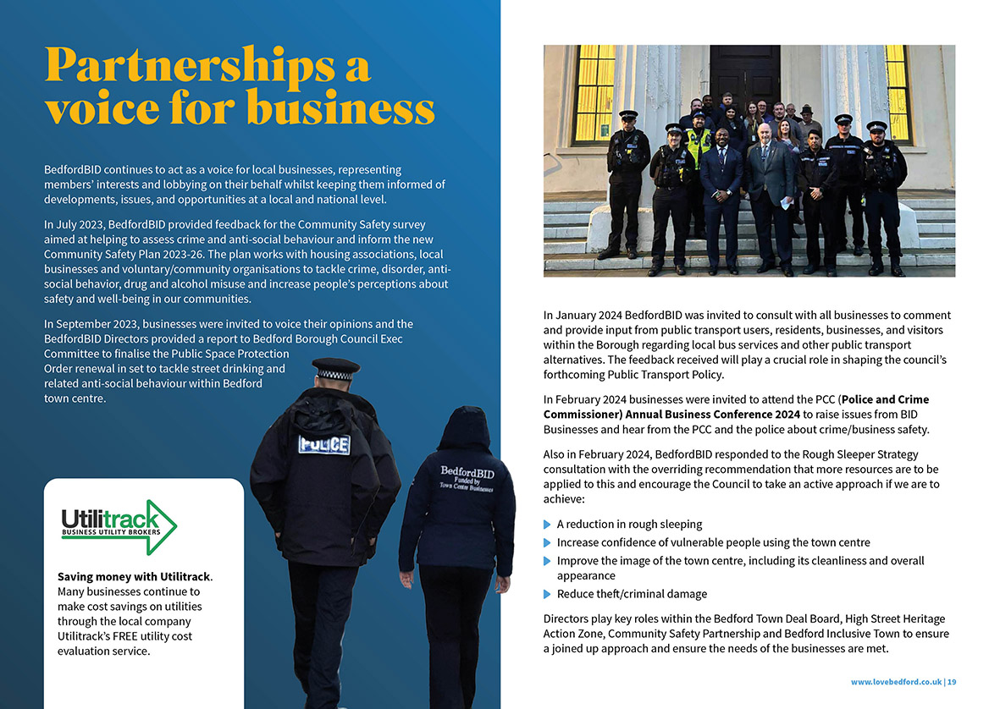 Partnerships a
voice for business
BedfordBID continues to act as a voice for local businesses, representing
members' interests and lobbying on their behalf whilst keeping them informed of
developments, issues, and opportunities at a local and national level.
In July 2023, BedfordBID provided feedback for the Community Safety survey
aimed at helping to assess crime and anti-social behaviour and inform the new
Community Safety Plan 2023-26. The plan works with housing associations, local
businesses and voluntary/community organisations to tackle crime, disorder, anti-
social behavior, drug and alcohol misuse and increase people's perceptions about
safety and well-being in our communities.
In September 2023, businesses were invited to voice their opinions and the
BedfordBID Directors provided a report to Bedford Borough Council Exec
Committee to finalise the Public Space Protection
Order renewal in set to tackle street drinking and
related anti-social behaviour within Bedford
town centre.
POLICE
BedfordBID
Funded by
Town Centre Businesses
Utilitrack
BUSINESS UTILITY BROKERS
Saving money with Utilitrack.
Many businesses continue to
make cost savings on utilities
through the local company
Utilitrack's FREE utility cost
evaluation service.
In January 2024 BedfordBID was invited to consult with all businesses to comment
and provide input from public transport users, residents, businesses, and visitors
within the Borough regarding local bus services and other public transport
alternatives. The feedback received will play a crucial role in shaping the council's
forthcoming Public Transport Policy.
In February 2024 businesses were invited to attend the PCC (Police and Crime
Commissioner) Annual Business Conference 2024 to raise issues from BID
Businesses and hear from the PCC and the police about crime/business safety.
Also in February 2024, BedfordBID responded to the Rough Sleeper Strategy
consultation with the overriding recommendation that more resources are to be
applied to this and encourage the Council to take an active approach if we are to
achieve:
A reduction in rough sleeping
Increase confidence of vulnerable people using the town centre
Improve the image of the town centre, including its cleanliness and overall
appearance
Reduce theft/criminal damage
Directors play key roles within the Bedford Town Deal Board, High Street Heritage
Action Zone, Community Safety Partnership and Bedford Inclusive Town to ensure
a joined up approach and ensure the needs of the businesses are met.
www.lovebedford.co.uk | 19